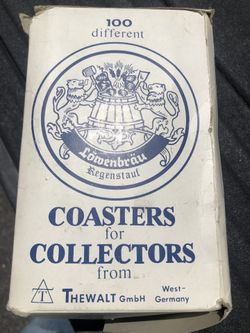 100
different
Löwenbräu
Regenstauf
COASTERS
for
COLLECTORS
from
THEWALT GmbH West-
Germany